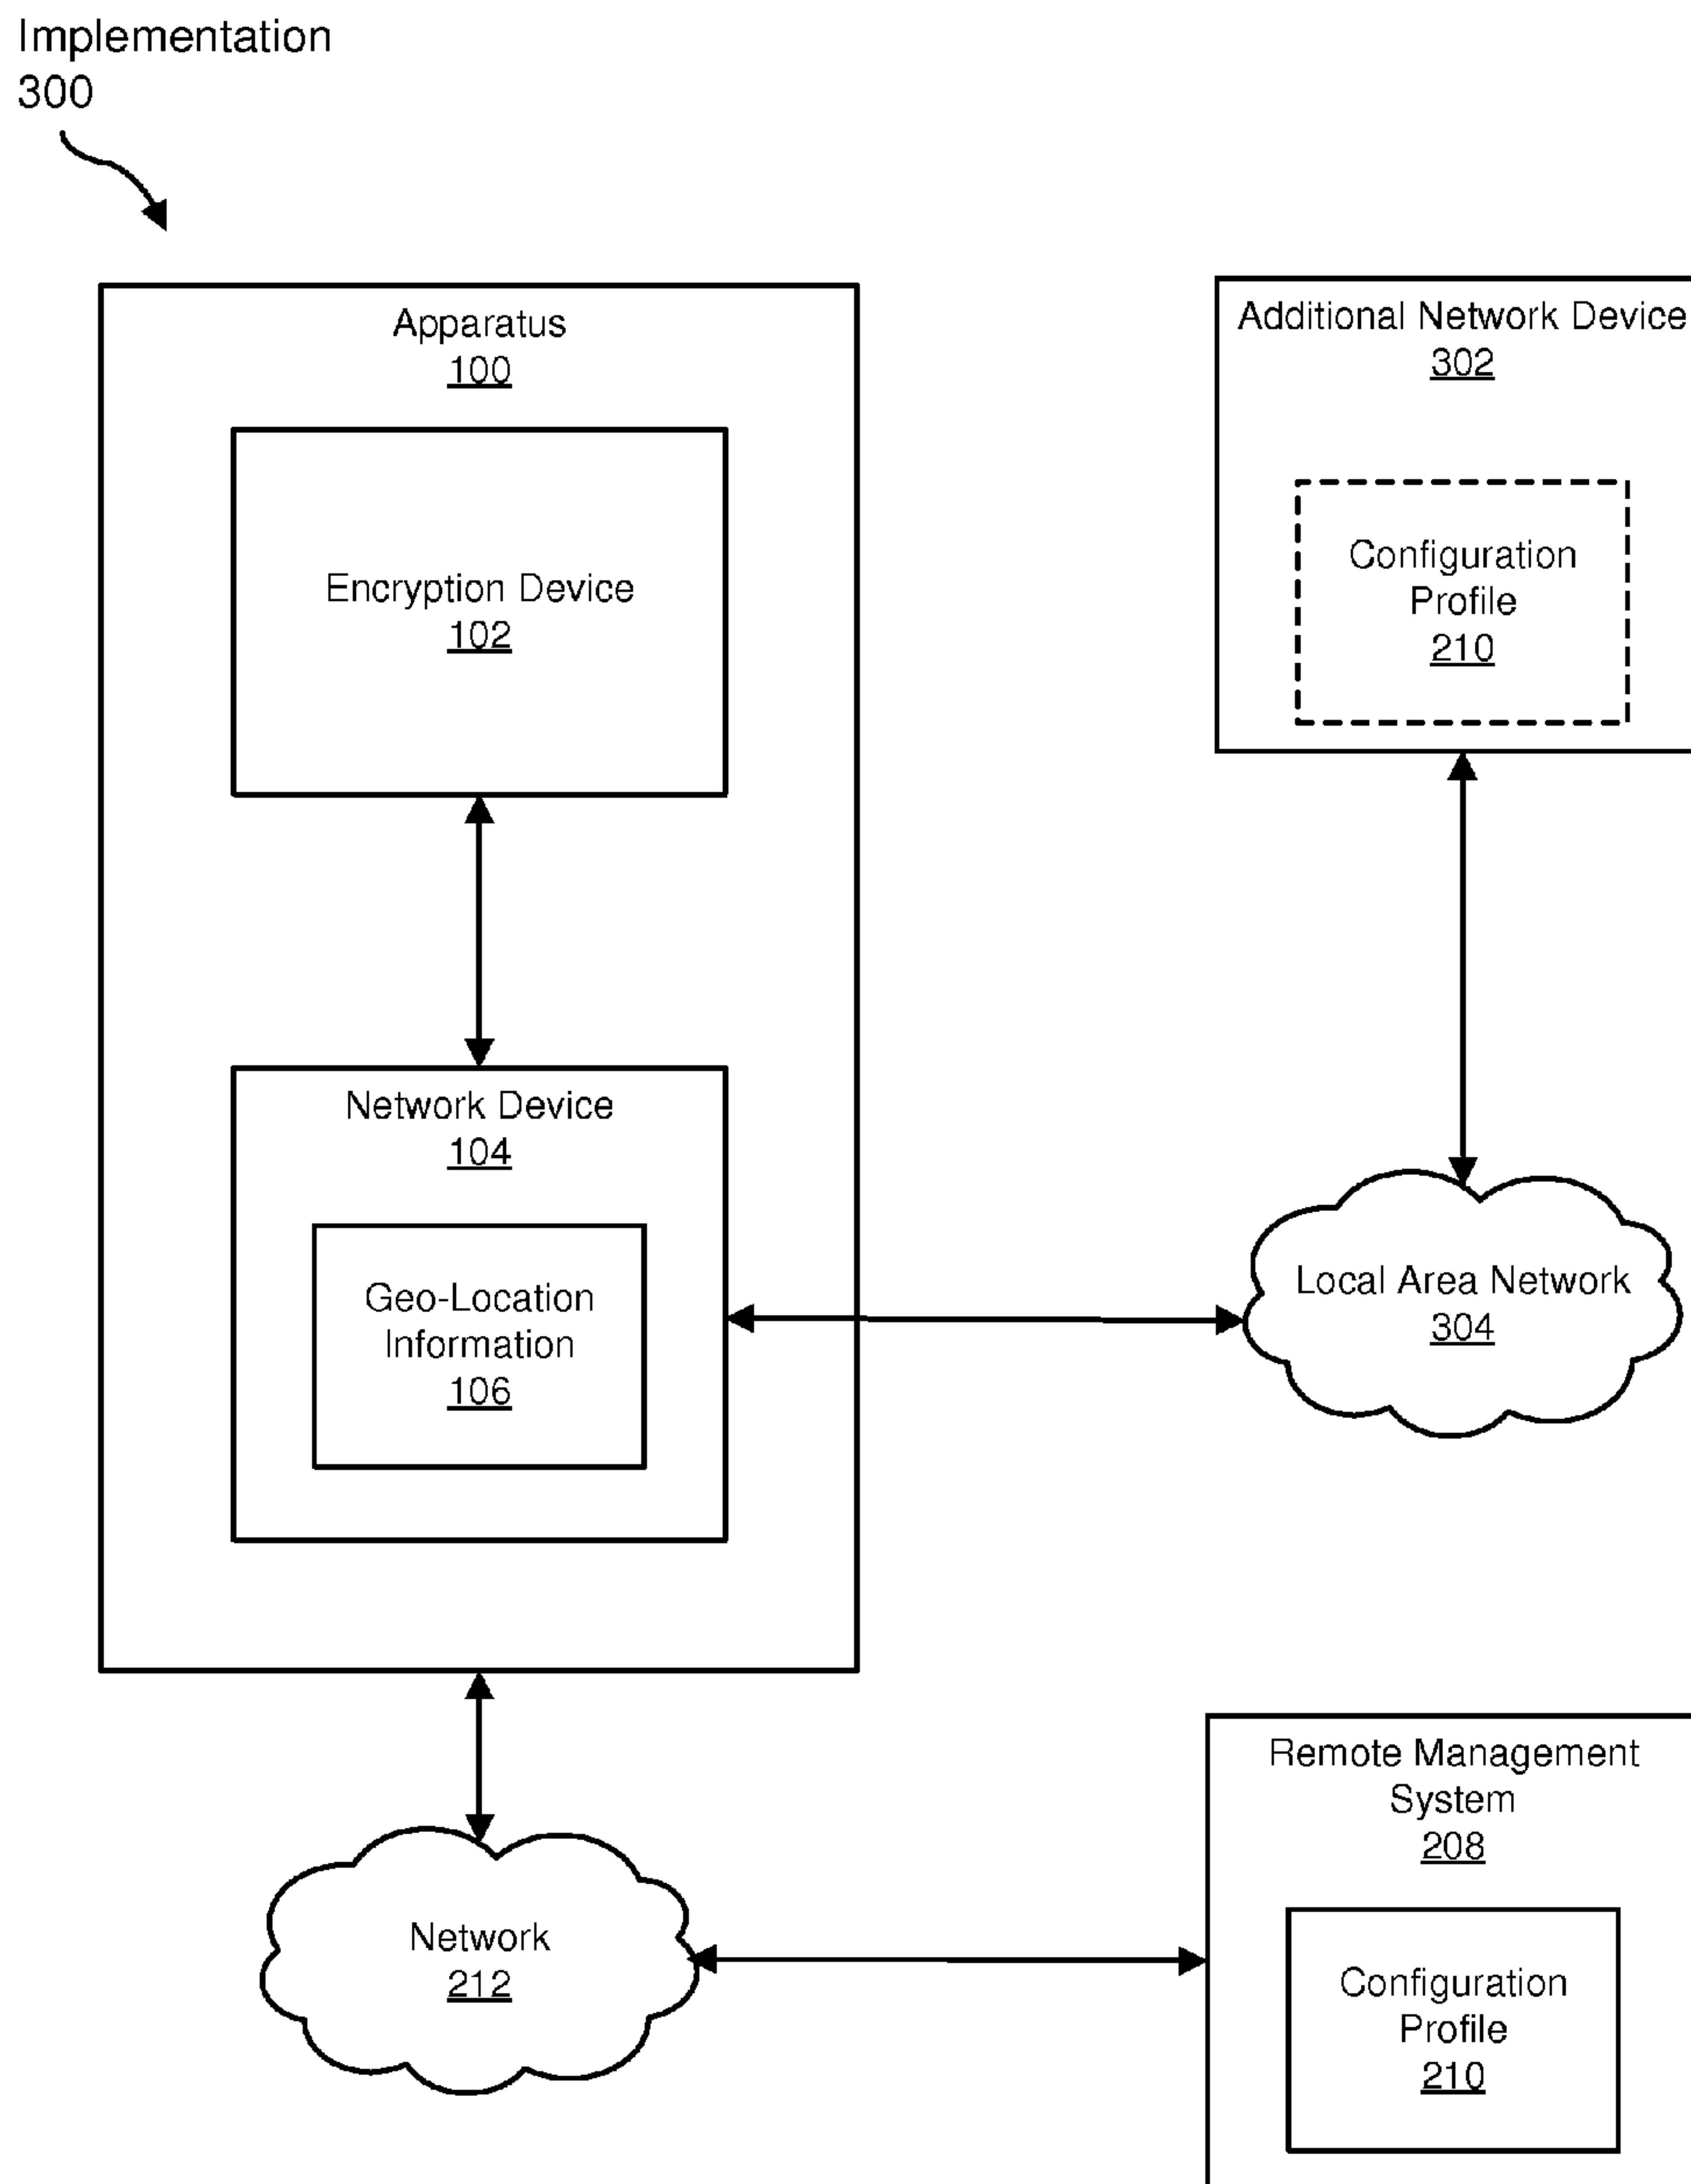 Implementation
300
Apparatus
100
Encryption Device
102
Network Device
104
Geo-Location
Information
106
Additional Network Device
302
Configuration
Profile
210
Local Area Network
304
Network
212
Remote Management
System
208
Configuration
Profile
210